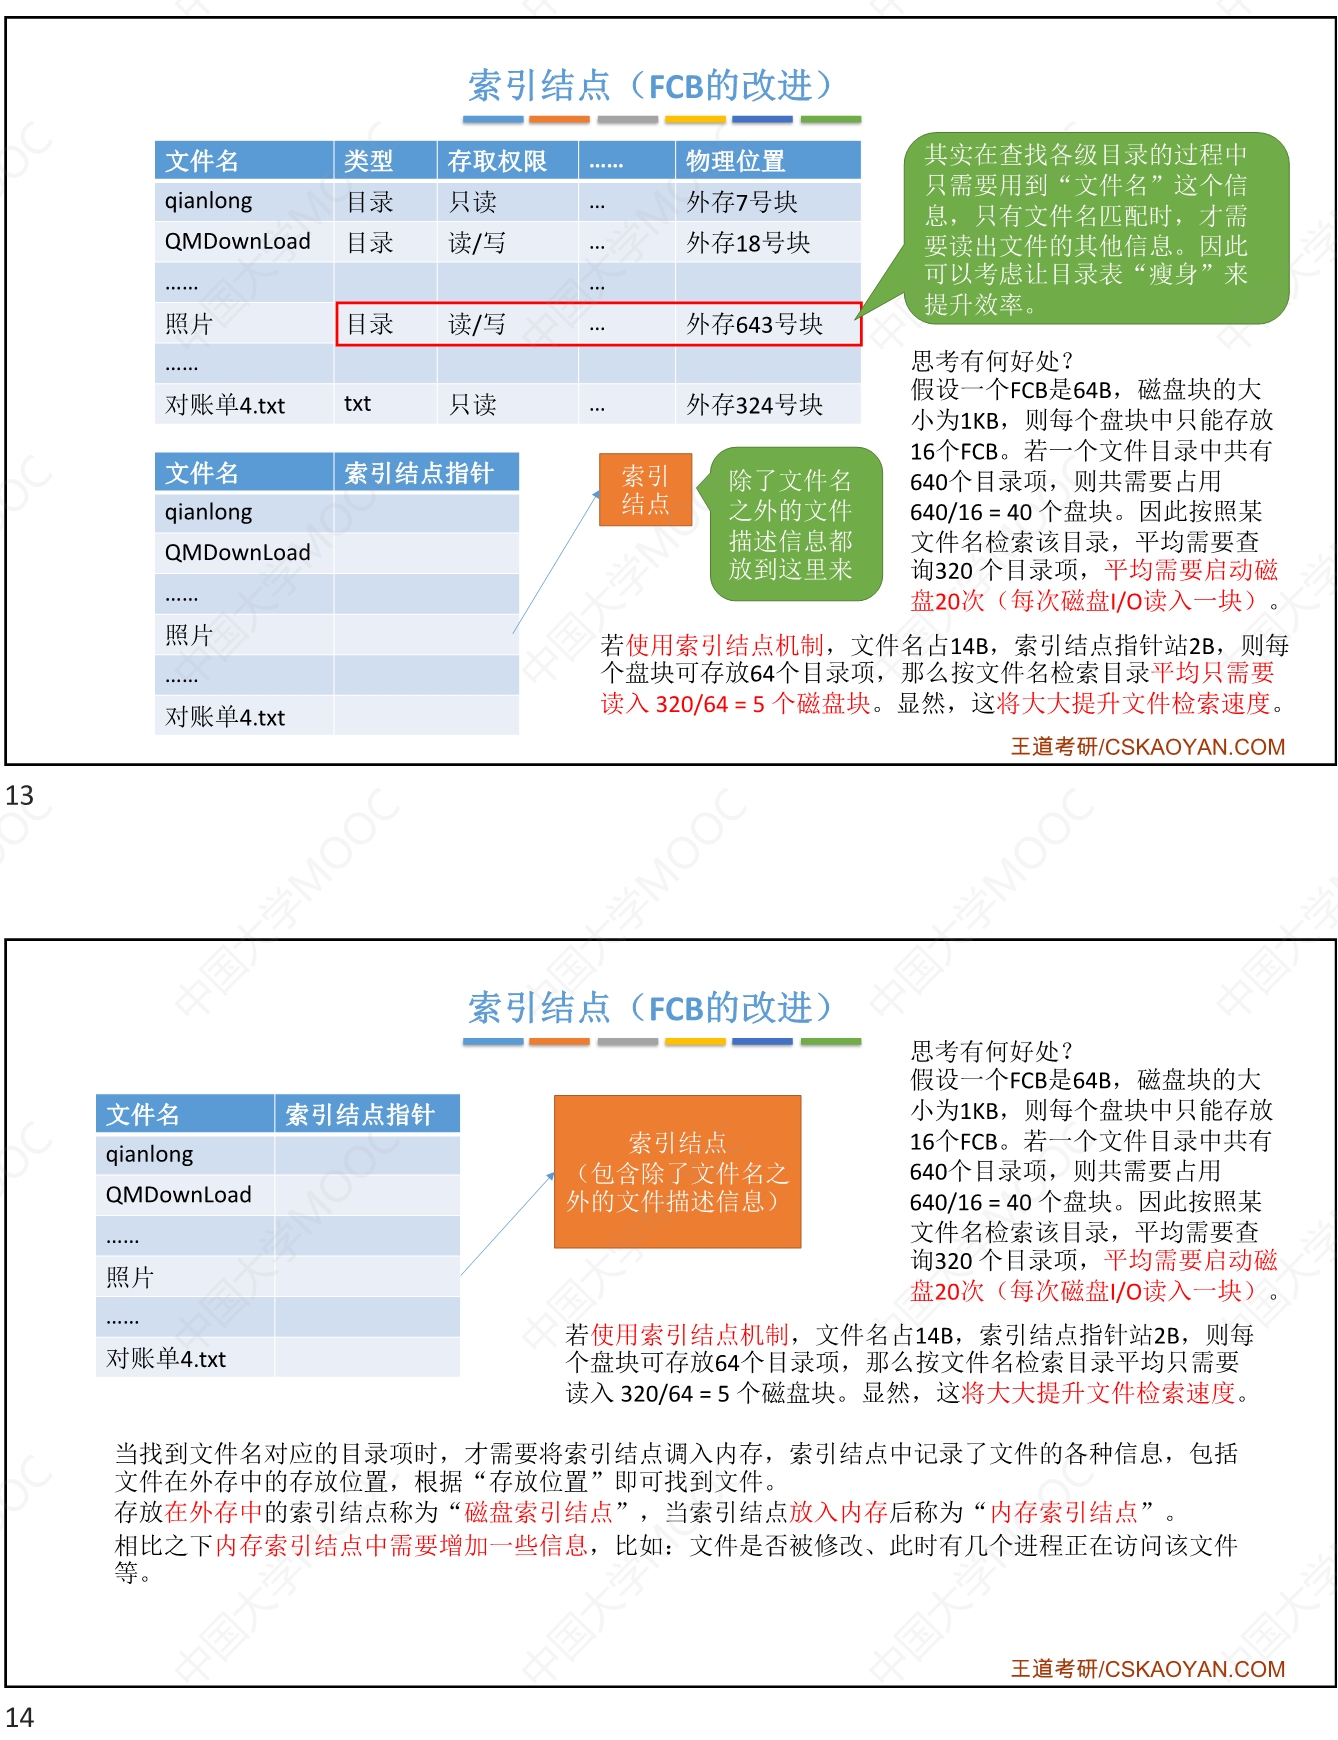 索引结点（FCB的改进）
文件名 类型 存取权限 …… 物理位置
qianlong 目录 只读 ... 外存7号块
QMDownLoad 目录 读/写 ... 外存18号块
…… ...
照片 目录 读/写 ... 外存643号块
……
对账单4.txt txt 只读 ... 外存324号块
其实在查找各级目录的过程中
只需要用到“文件名”这个信
息，只有文件名匹配时，才需
要读出文件的其他信息。因此
可以考虑让目录表“瘦身”来
提升效率。
文件名 索引结点指针
qianlong
QMDownLoad
……
照片
……
对账单4.txt
索引
结点
除了文件名
之外的文件
描述信息都
放到这里来
思考有何好处？
假设一个FCB是64B，磁盘块的大
小为1KB，则每个盘块中只能存放
16个FCB。若一个文件目录中共有
640个目录项，则共需要占用
640/16 = 40 个盘块。因此按照某
文件名检索该目录，平均需要查
询320 个目录项，平均需要启动磁
盘20次（每次磁盘I/O读入一块）。
若使用索引结点机制，文件名占14B，索引结点指针站2B，则每
个盘块可存放64个目录项，那么按文件名检索目录平均只需要
读入 320/64 = 5 个磁盘块。显然，这将大大提升文件检索速度。
王道考研/CSKAOYAN.COM
13
索引结点（FCB的改进）
文件名 索引结点指针
qianlong
QMDownLoad
……
照片
……
对账单4.txt
索引结点
（包含除了文件名之
外的文件描述信息）
思考有何好处？
假设一个FCB是64B，磁盘块的大
小为1KB，则每个盘块中只能存放
16个FCB。若一个文件目录中共有
640个目录项，则共需要占用
640/16 = 40 个盘块。因此按照某
文件名检索该目录，平均需要查
询320 个目录项，平均需要启动磁
盘20次（每次磁盘I/O读入一块）。
若使用索引结点机制，文件名占14B，索引结点指针站2B，则每
个盘块可存放64个目录项，那么按文件名检索目录平均只需要
读入 320/64 = 5 个磁盘块。显然，这将大大提升文件检索速度。
当找到文件名对应的目录项时，才需要将索引结点调入内存，索引结点中记录了文件的各种信息，包括
文件在外存中的存放位置，根据“存放位置”即可找到文件。
存放在外存中的索引结点称为“磁盘索引结点”，当索引结点放入内存后称为“内存索引结点”。
相比之下内存索引结点中需要增加一些信息，比如：文件是否被修改、此时有几个进程正在访问该文件
等。
王道考研/CSKAOYAN.COM
14
中国大学MOOC